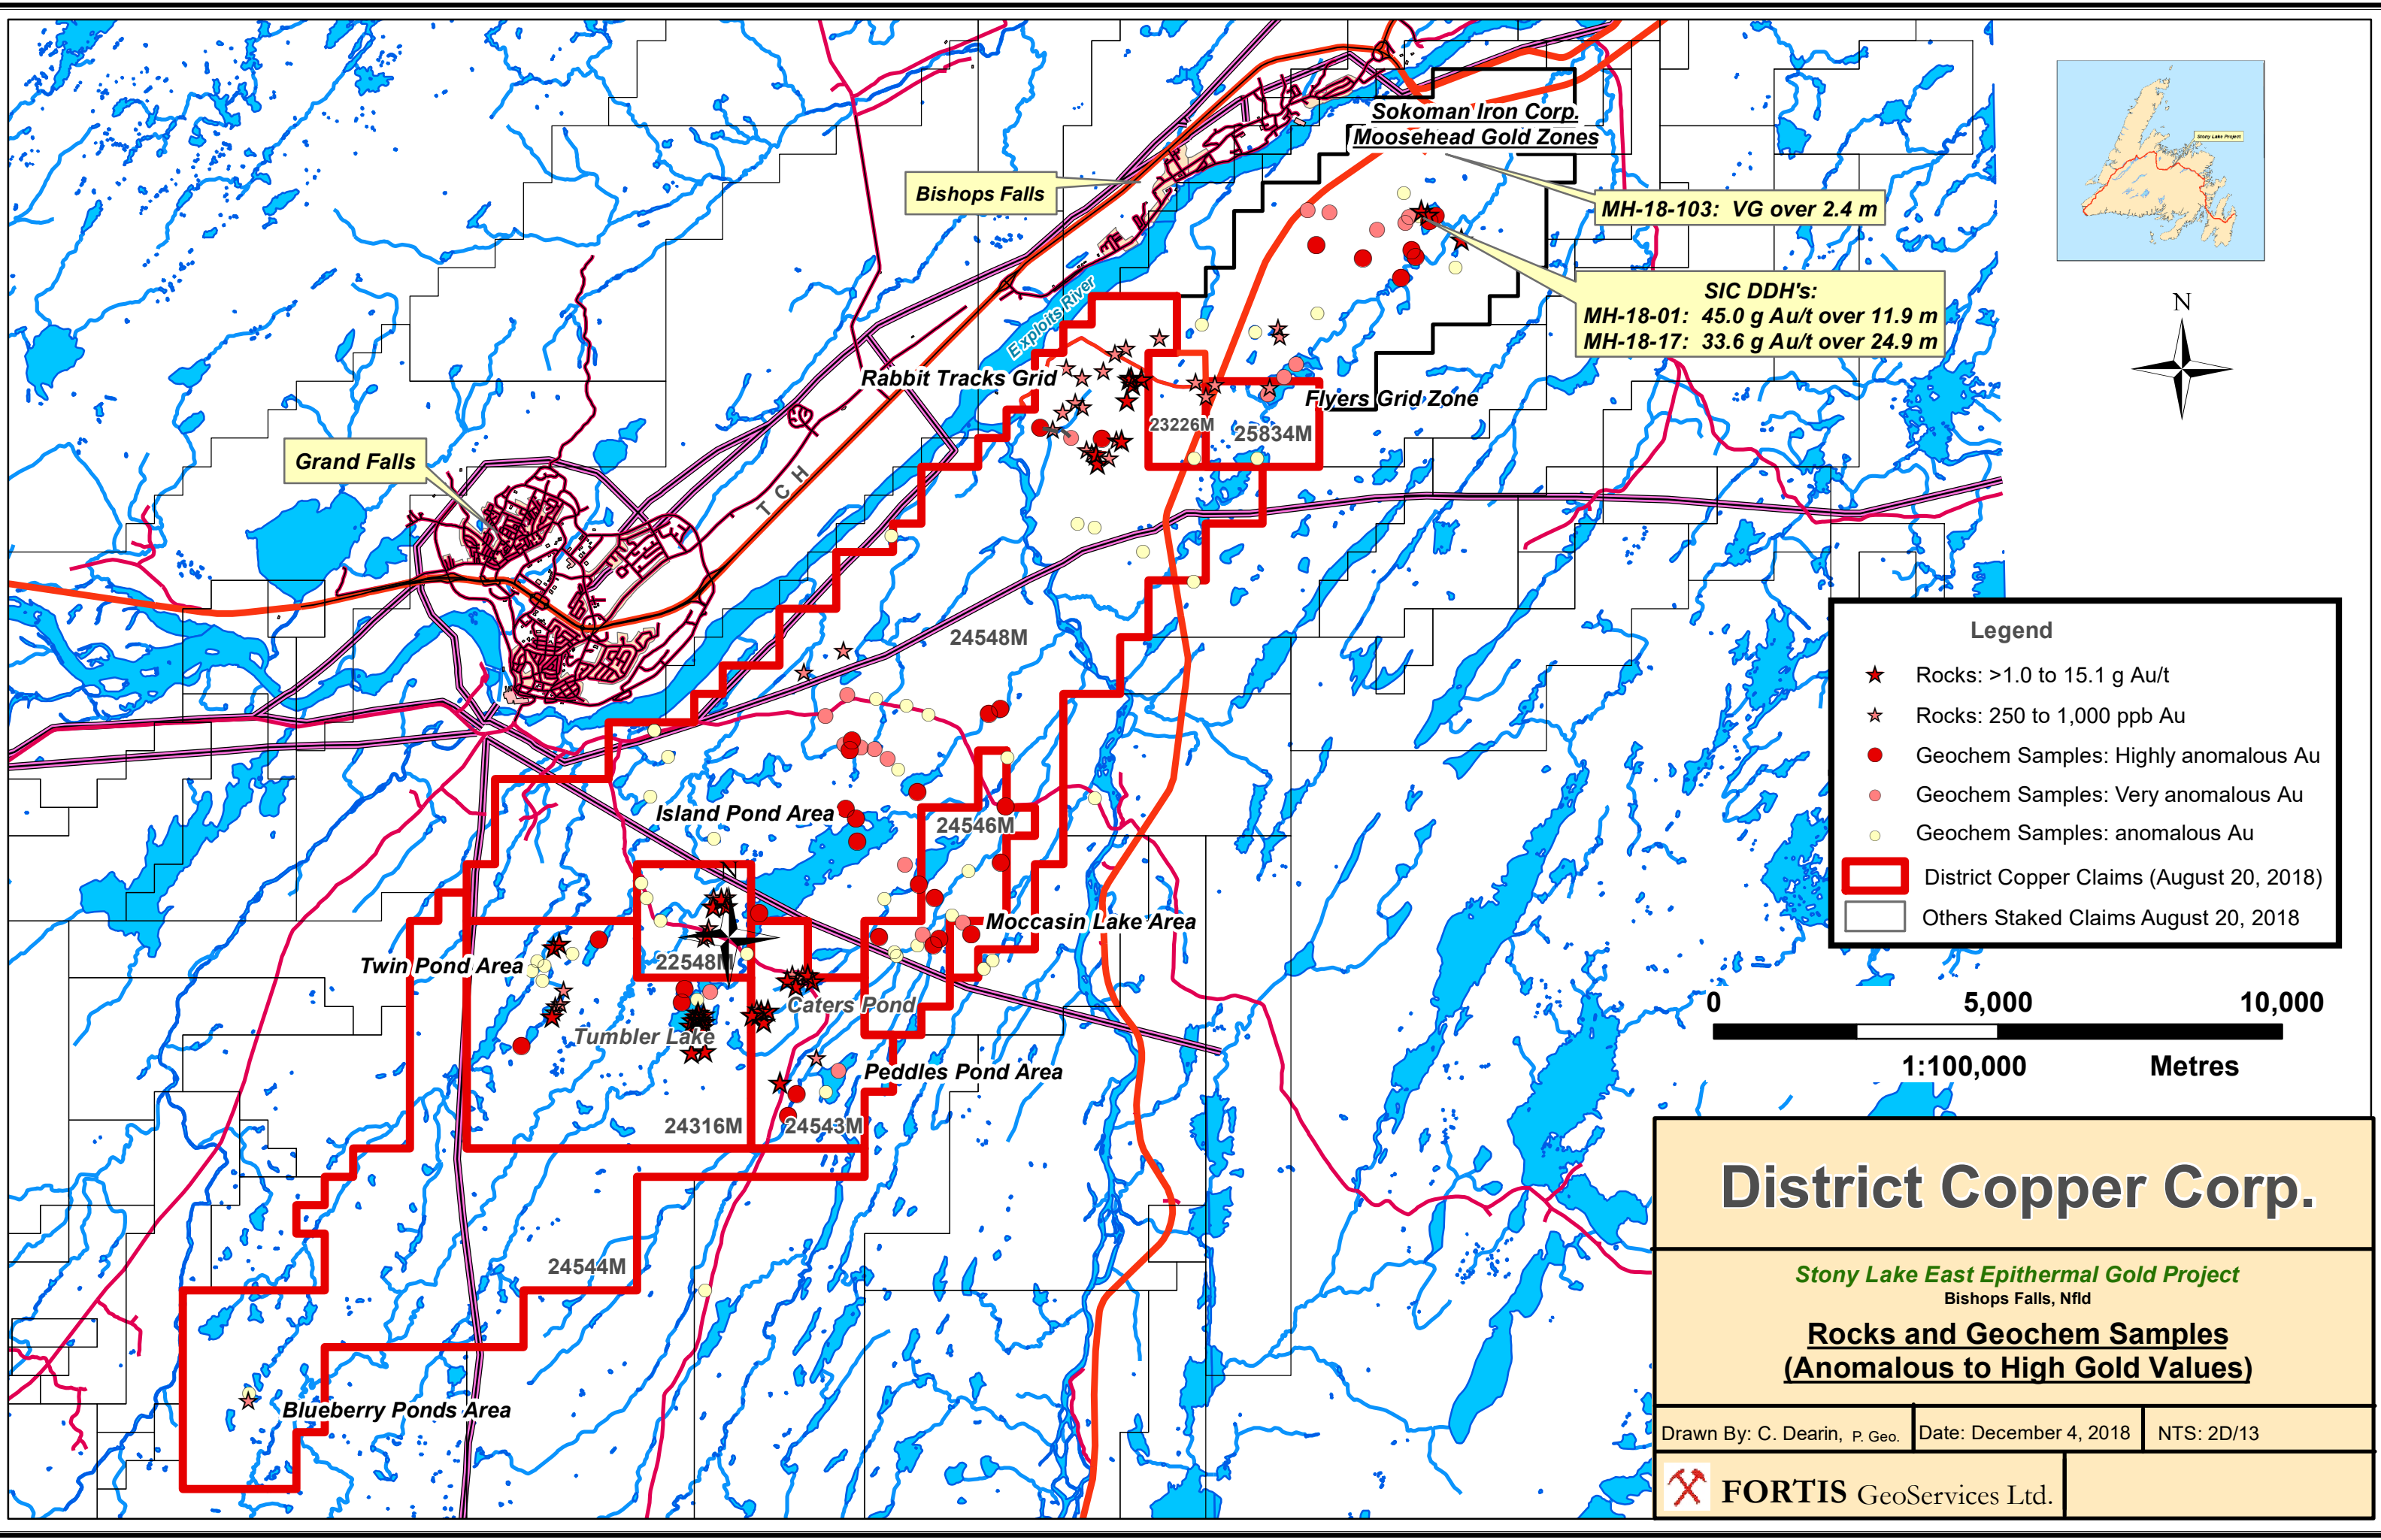 Sokoman Iron Corp.
Moosehead Gold Zones
Stony Lake Project
Bishops Falls
MH-18-103: VG over 2.4 m
SIC DDH's:
MH-18-01: 45.0 g Au/t over 11.9 m
MH-18-17: 33.6 g Au/t over 24.9 m
N
Exploits River
Rabbit Tracks Grid
Flyers Grid Zone
23226M
25834M
Grand Falls
T C H
24548M
Legend
Rocks: >1.0 to 15.1 g Au/t
Rocks: 250 to 1,000 ppb Au
Geochem Samples: Highly anomalous Au
Geochem Samples: Very anomalous Au
Geochem Samples: anomalous Au
District Copper Claims (August 20, 2018)
Others Staked Claims August 20, 2018
Island Pond Area
24546M
N
Moccasin Lake Area
Twin Pond Area
22548M
Caters Pond
Tumbler Lake
Peddles Pond Area
24316M
24543M
24544M
Blueberry Ponds Area
0 5,000 10,000
1:100,000 Metres
District Copper Corp.
Stony Lake East Epithermal Gold Project
Bishops Falls, Nfld
Rocks and Geochem Samples
(Anomalous to High Gold Values)
Drawn By: C. Dearin, P. Geo.
Date: December 4, 2018
NTS: 2D/13
FORTIS GeoServices Ltd.